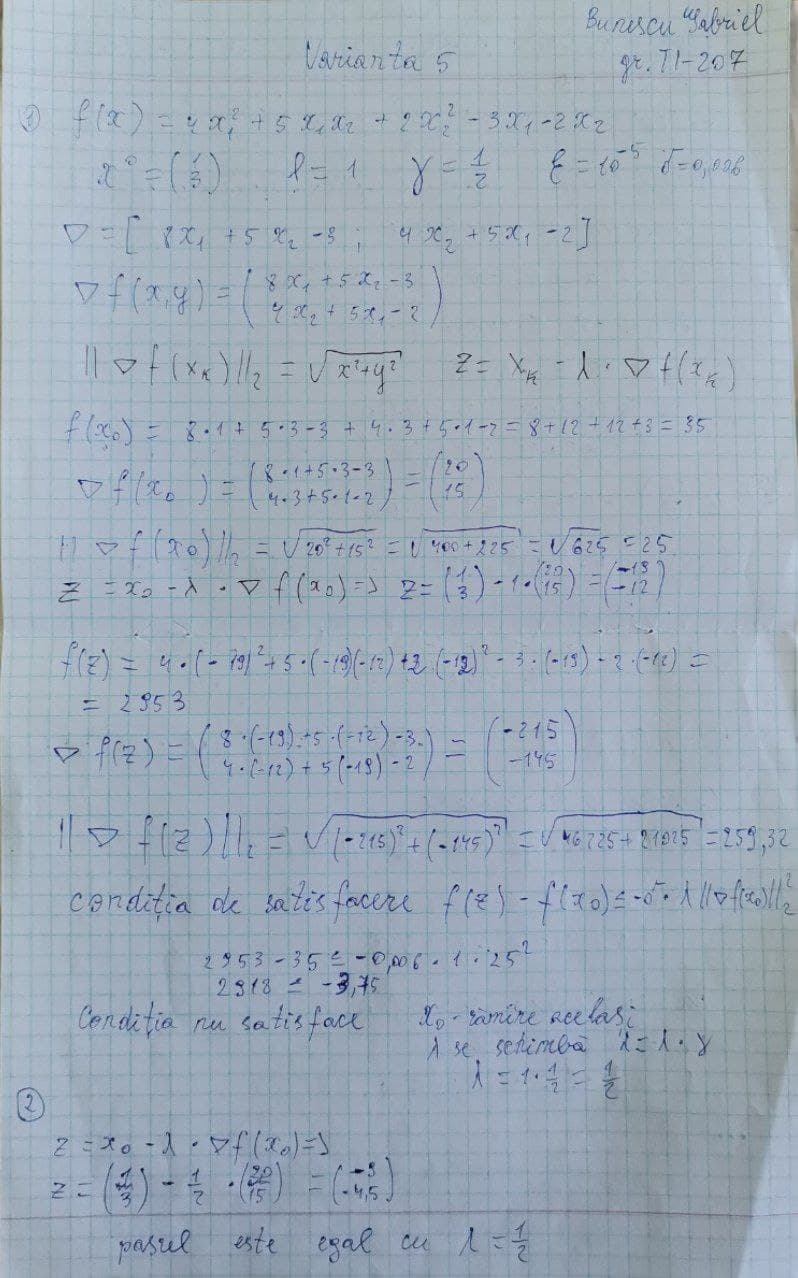 Bunescu Gabriel
Varianta 5 gr. TI-207
1) f(x) = 4x₁² + 5x₁x₂ + 2x₂² - 3x₁ - 2x₂
x⁰ = (1 3) λ = 1 γ = 1/2 ε = 10⁻⁵ σ = 0,006
∇ = [ 8x₁ + 5x₂ - 3 ; 4x₂ + 5x₁ - 2 ]
∇f(x,y) = (8x₁ + 5x₂ - 3
4x₂ + 5x₁ - 2)
||∇f(xₖ)||₂ = √(x²+y²) z = xₖ - λ · ∇f(xₖ)
f(x₀) = 8·1 + 5·3-3 + 4·3 + 5·1-2 = 8+12+12+3 = 35
∇f(x₀) = (8·1+5·3-3
4·3+5·1-2) = (20 15)
||∇f(x₀)||₂ = √(20²+15²) = √(400+225) = √625 = 25
z = x₀ - λ · ∇f(x₀) => z = (1 3) - 1·(20 15) = (-19 -12)
f(z) = 4·(-19)² + 5·(-19)(-12) + 2·(-12)² - 3·(-19) - 2·(-12) =
= 2953
∇f(z) = (8·(-19)+5·(-12)-3
4·(-12)+5(-19)-2) = (-215 -145)
||∇f(z)||₂ = √((-215)²+(-145)²) = √(46225+21025) = 259,32
condiția de satisfacere f(z) - f(x₀) ≤ -σ · λ||∇f(x₀)||₂²
2953 - 35 ≤ -0,006 · 1 · 25²
2918 ≤ -3,75
Condiția nu satisface x₀ - rămîne același
λ se schimbă λ = λ · γ
λ = 1·1/2 = 1/2
2
z = x₀ - λ · ∇f(x₀) =>
z = (1 3) - 1/2 · (20 15) = (-9 -4,5)
pasul este egal cu λ = 1/2